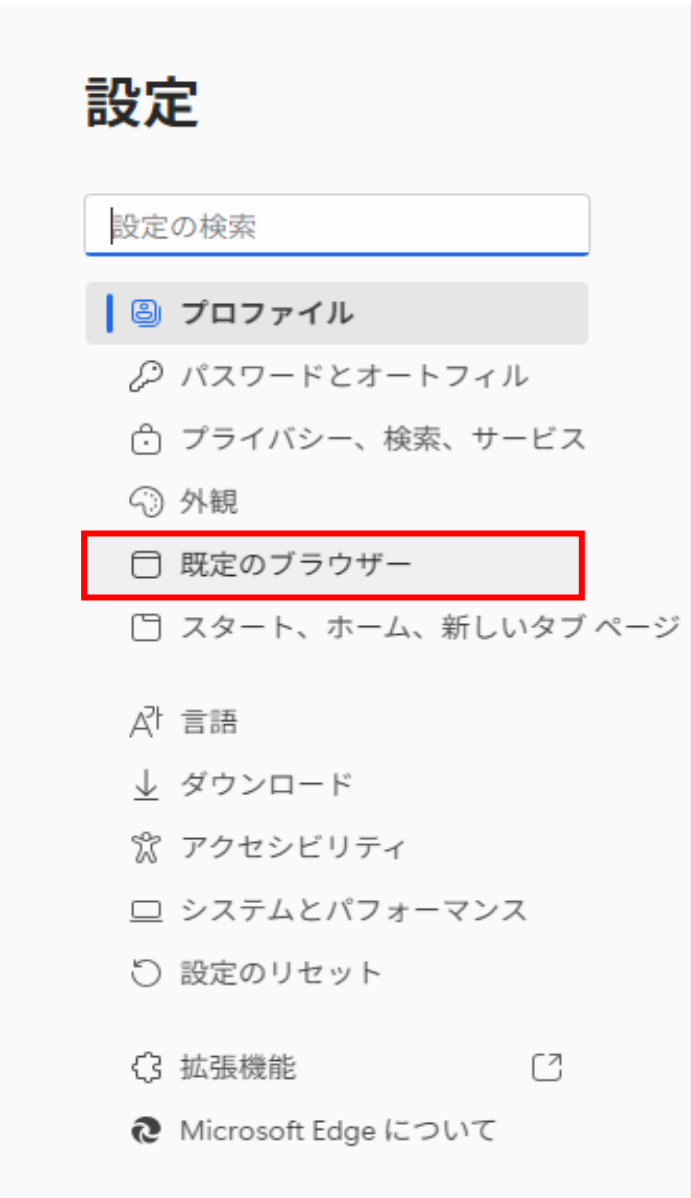 設定
設定の検索
プロファイル
パスワードとオートフィル
プライバシー、検索、サービス
外観
既定のブラウザー
スタート、ホーム、新しいタブ ページ
言語
ダウンロード
アクセシビリティ
システムとパフォーマンス
設定のリセット
拡張機能
Microsoft Edge について